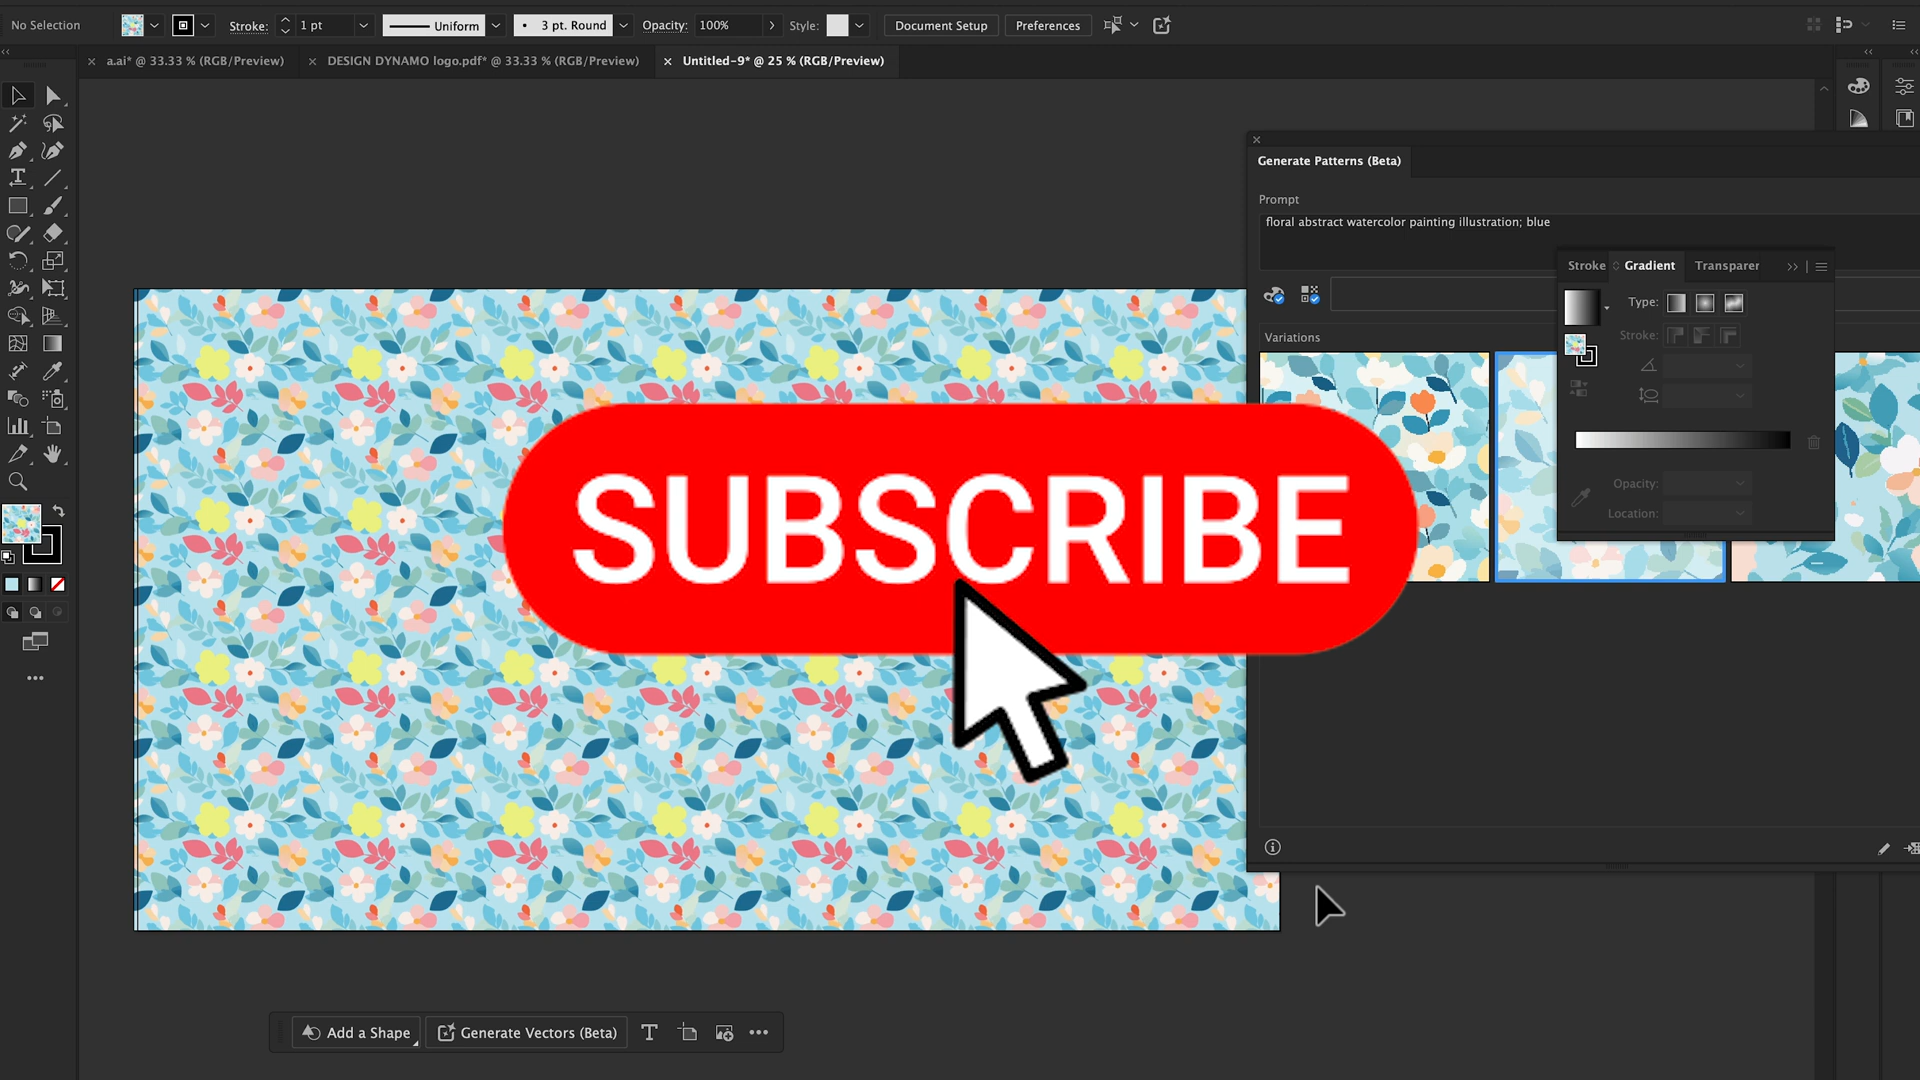 No Selection
Stroke:
1 pt
Uniform
3 pt. Round
Opacity:
100%
Style:
Document Setup
Preferences
a.ai* @ 33.33 % (RGB/Preview)
DESIGN DYNAMO logo.pdf* @ 33.33 % (RGB/Preview)
Untitled-9* @ 25 % (RGB/Preview)
Generate Patterns (Beta)
Prompt
floral abstract watercolor painting illustration; blue
Stroke
Gradient
Transparer
Type:
Stroke:
Variations
Opacity:
Location:
SUBSCRIBE
Add a Shape
Generate Vectors (Beta)